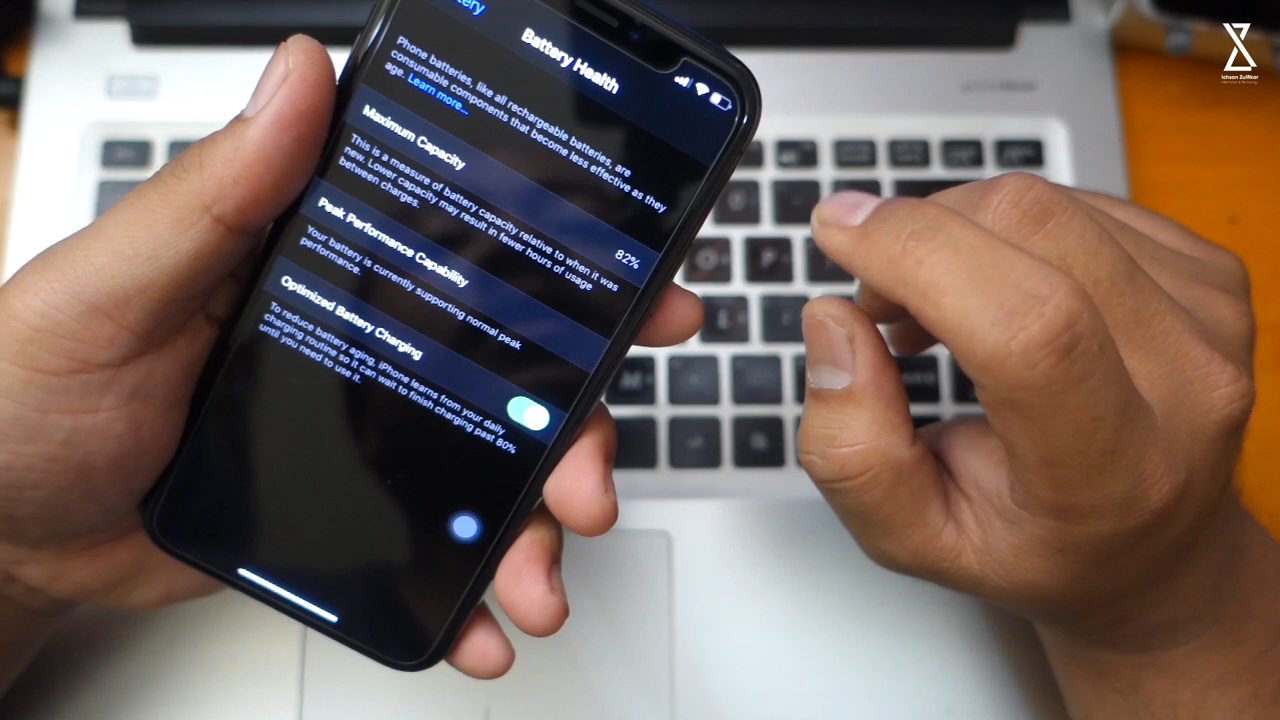 Battery Health
Phone batteries, like all rechargeable batteries, are
consumable components that become less effective as they
age. Learn more...
Maximum Capacity
82%
This is a measure of battery capacity relative to when it was
new. Lower capacity may result in fewer hours of usage
between charges.
Peak Performance Capability
Your battery is currently supporting normal peak
performance.
Optimized Battery Charging
To reduce battery aging, iPhone learns from your daily
charging routine so it can wait to finish charging past 80%
until you need to use it.
Ichsan Zulfikar
O
P
L
M